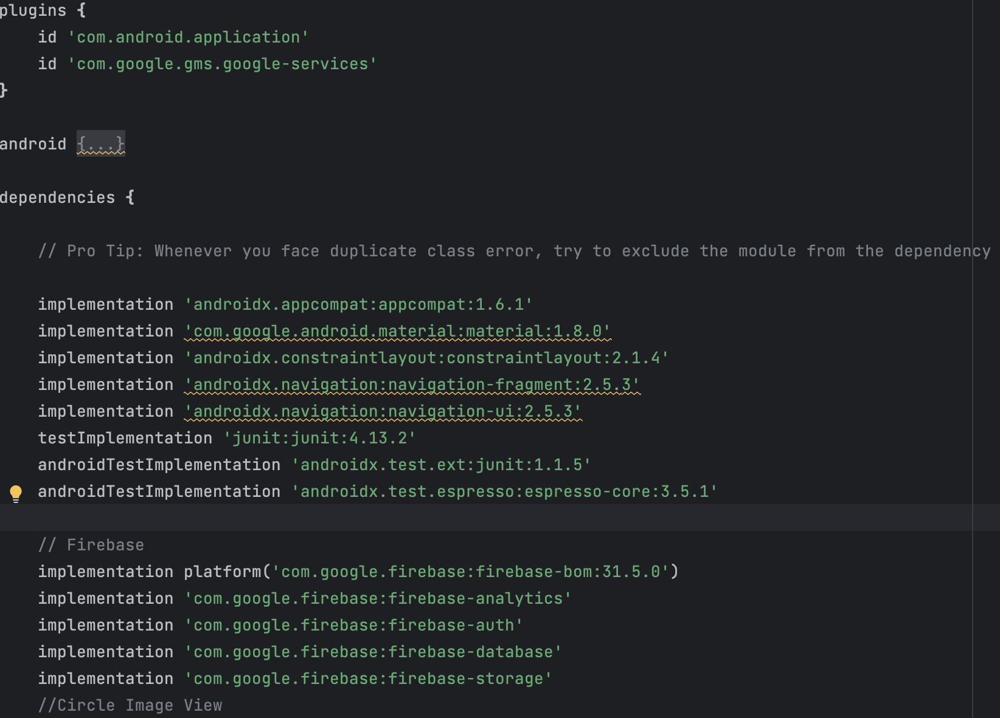 plugins {
    id 'com.android.application'
    id 'com.google.gms.google-services'
}
android {...}
dependencies {
    // Pro Tip: Whenever you face duplicate class error, try to exclude the module from the dependency
    implementation 'androidx.appcompat:appcompat:1.6.1'
    implementation 'com.google.android.material:material:1.8.0'
    implementation 'androidx.constraintlayout:constraintlayout:2.1.4'
    implementation 'androidx.navigation:navigation-fragment:2.5.3'
    implementation 'androidx.navigation:navigation-ui:2.5.3'
    testImplementation 'junit:junit:4.13.2'
    androidTestImplementation 'androidx.test.ext:junit:1.1.5'
    androidTestImplementation 'androidx.test.espresso:espresso-core:3.5.1'
    // Firebase
    implementation platform('com.google.firebase:firebase-bom:31.5.0')
    implementation 'com.google.firebase:firebase-analytics'
    implementation 'com.google.firebase:firebase-auth'
    implementation 'com.google.firebase:firebase-database'
    implementation 'com.google.firebase:firebase-storage'
    //Circle Image View